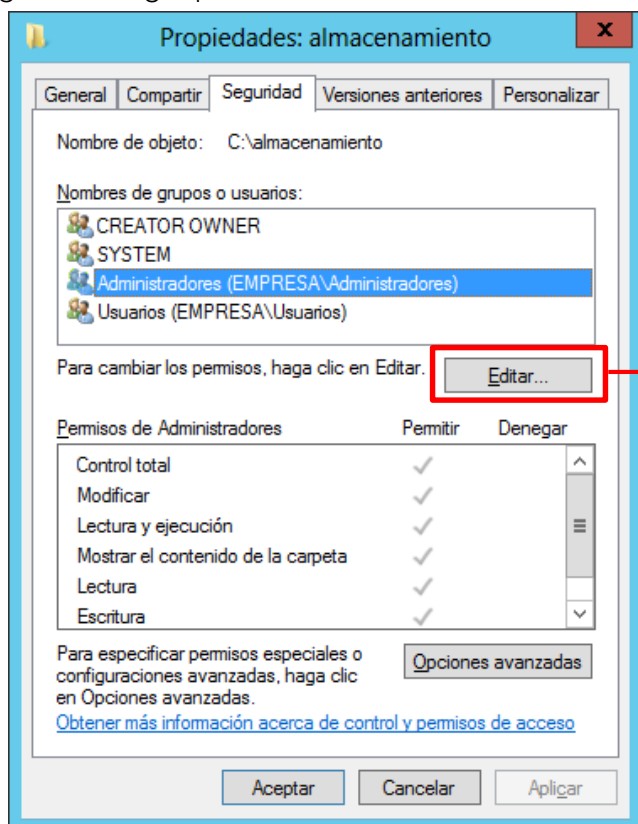 Propiedades: almacenamiento
x
General Compartir Seguridad Versiones anteriores Personalizar
Nombre de objeto: C:\almacenamiento
Nombres de grupos o usuarios:
CREATOR OWNER
SYSTEM
Administradores (EMPRESA\Administradores)
Usuarios (EMPRESA\Usuarios)
Para cambiar los permisos, haga clic en Editar.
Editar...
Permisos de Administradores Permitir Denegar
Control total
Modificar
Lectura y ejecución
Mostrar el contenido de la carpeta
Lectura
Escritura
Para especificar permisos especiales o
configuraciones avanzadas, haga clic
en Opciones avanzadas.
Opciones avanzadas
Obtener más información acerca de control y permisos de acceso
Aceptar Cancelar Aplicar